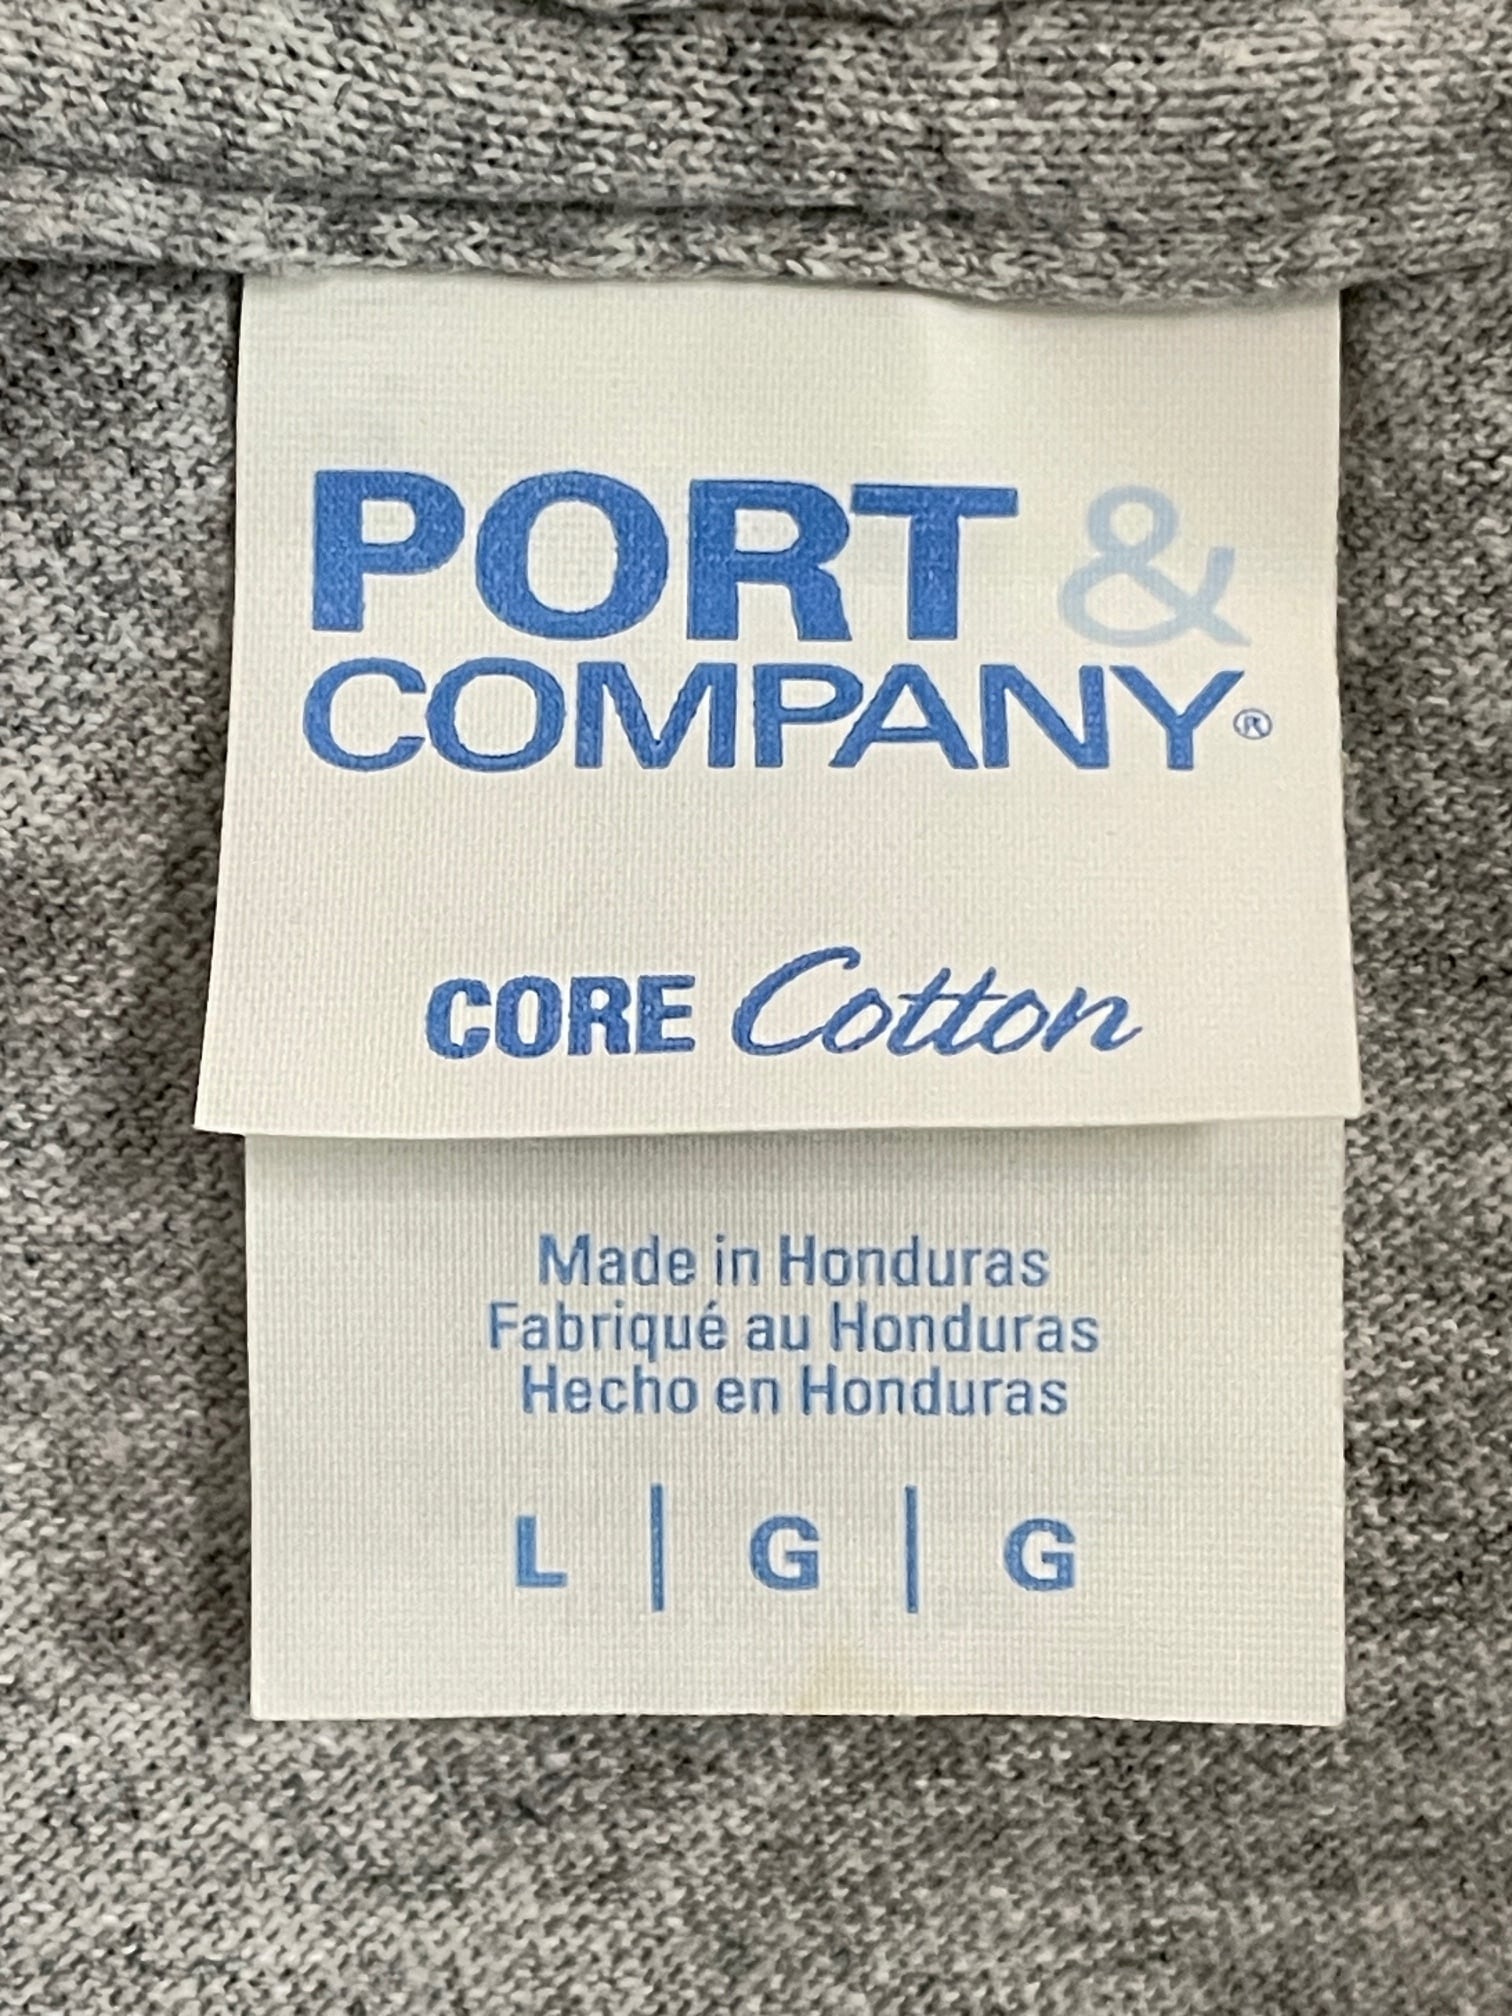 PORT &
COMPANY®
CORE Cotton
Made in Honduras
Fabriqué au Honduras
Hecho en Honduras
L | G | G